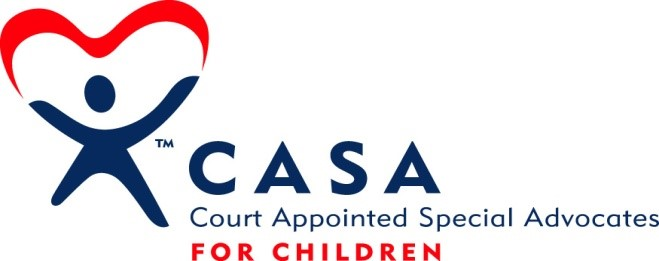 ™ CASA
Court Appointed Special Advocates
FOR CHILDREN